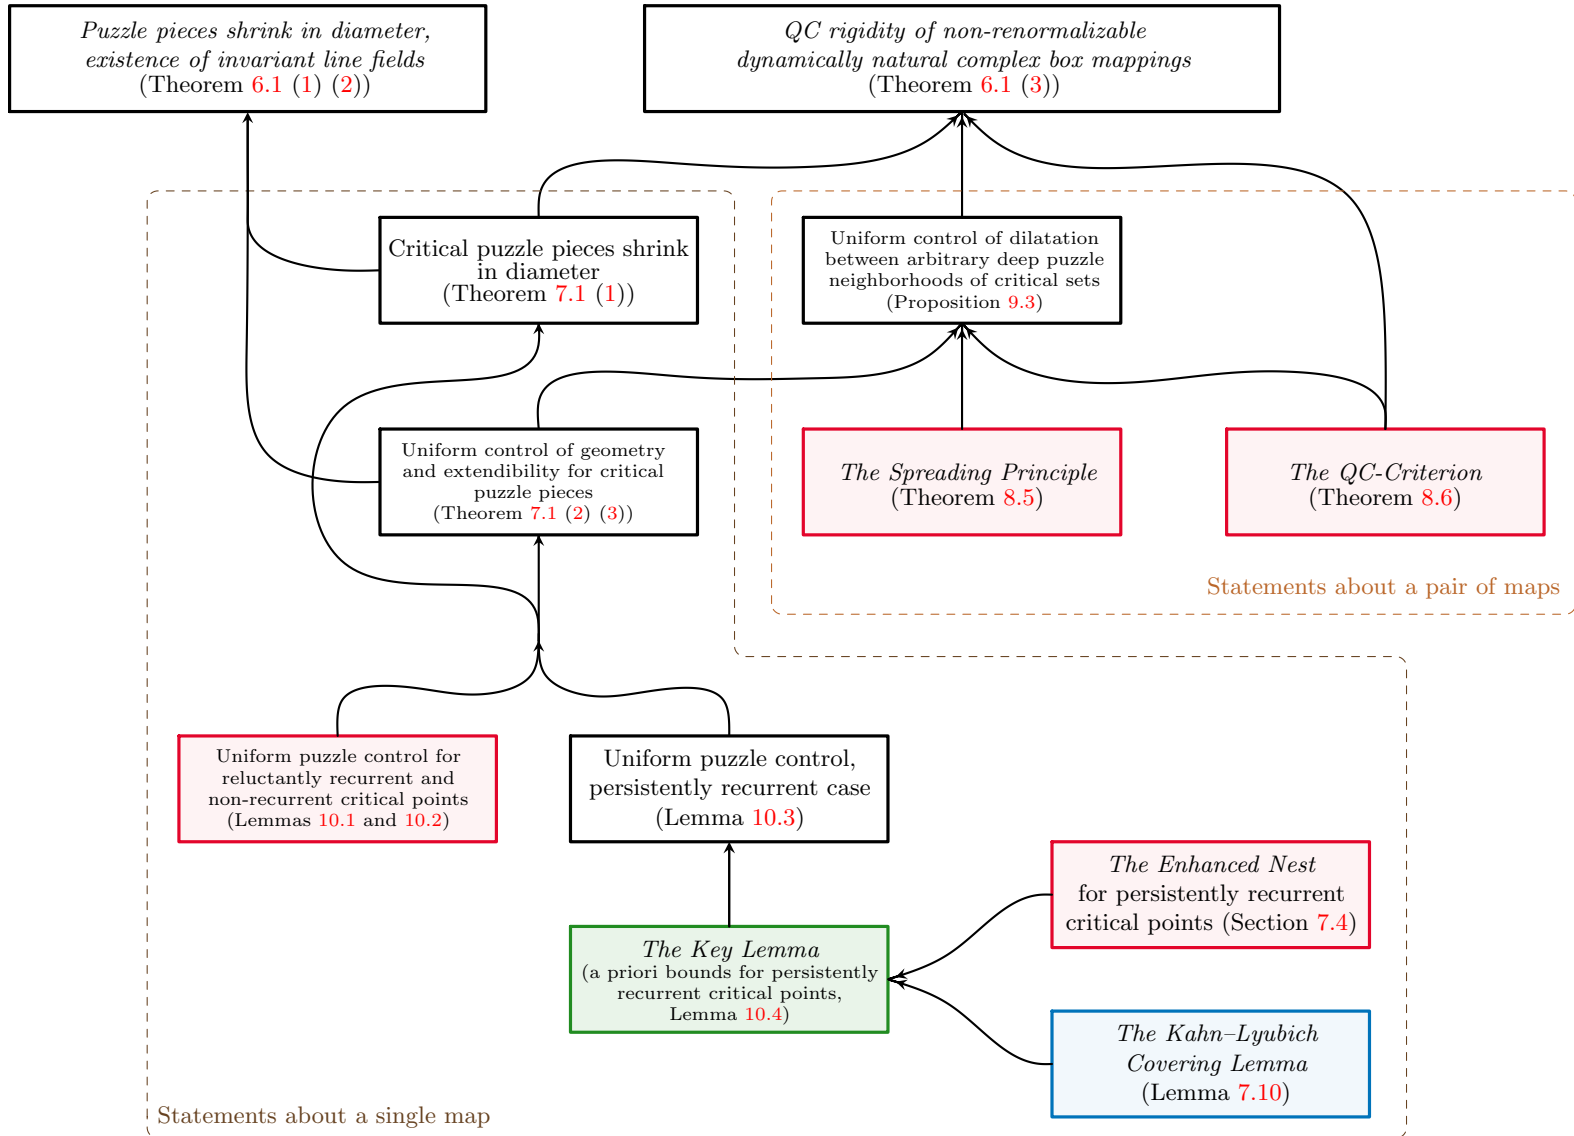 Puzzle pieces shrink in diameter,
existence of invariant line fields
(Theorem 6.1 (1) (2))
QC rigidity of non-renormalizable
dynamically natural complex box mappings
(Theorem 6.1 (3))
Critical puzzle pieces shrink
in diameter
(Theorem 7.1 (1))
Uniform control of dilatation
between arbitrary deep puzzle
neighborhoods of critical sets
(Proposition 9.3)
Uniform control of geometry
and extendibility for critical
puzzle pieces
(Theorem 7.1 (2) (3))
The Spreading Principle
(Theorem 8.5)
The QC-Criterion
(Theorem 8.6)
Statements about a pair of maps
Uniform puzzle control for
reluctantly recurrent and
non-recurrent critical points
(Lemmas 10.1 and 10.2)
Uniform puzzle control,
persistently recurrent case
(Lemma 10.3)
The Enhanced Nest
for persistently recurrent
critical points (Section 7.4)
The Key Lemma
(a priori bounds for persistently
recurrent critical points,
Lemma 10.4)
The Kahn–Lyubich
Covering Lemma
(Lemma 7.10)
Statements about a single map